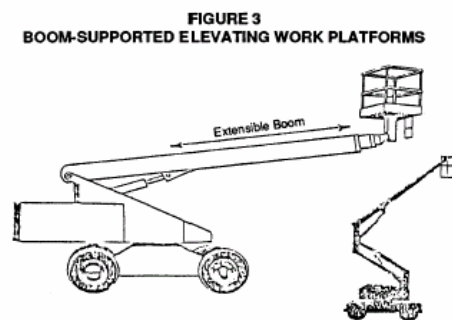 FIGURE 3
BOOM-SUPPORTED ELEVATING WORK PLATFORMS
Extensible Boom